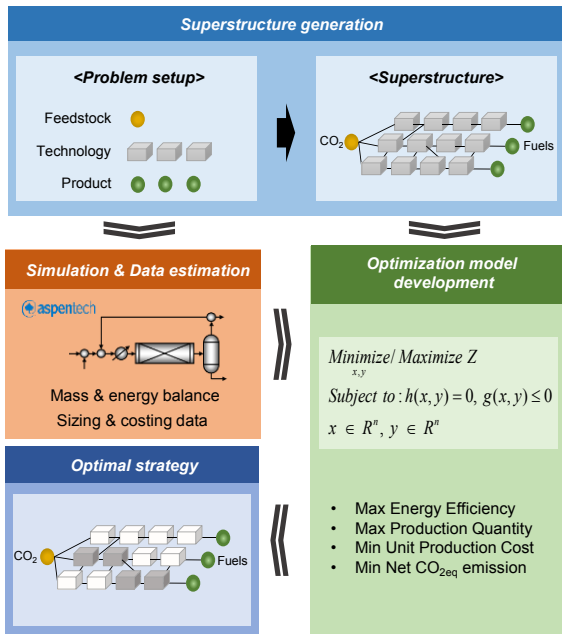 Superstructure generation
<Problem setup>
Feedstock
Technology
Product
<Superstructure>
CO2
Fuels
Simulation & Data estimation
aspentech
Mass & energy balance
Sizing & costing data
Optimization model
development
Minimize/ Maximize Z
x,y
Subject to : h(x, y) = 0, g(x, y) ≤ 0
x ∈ Rⁿ, y ∈ Rⁿ
• Max Energy Efficiency
• Max Production Quantity
• Min Unit Production Cost
• Min Net CO2eq emission
Optimal strategy
CO2
Fuels